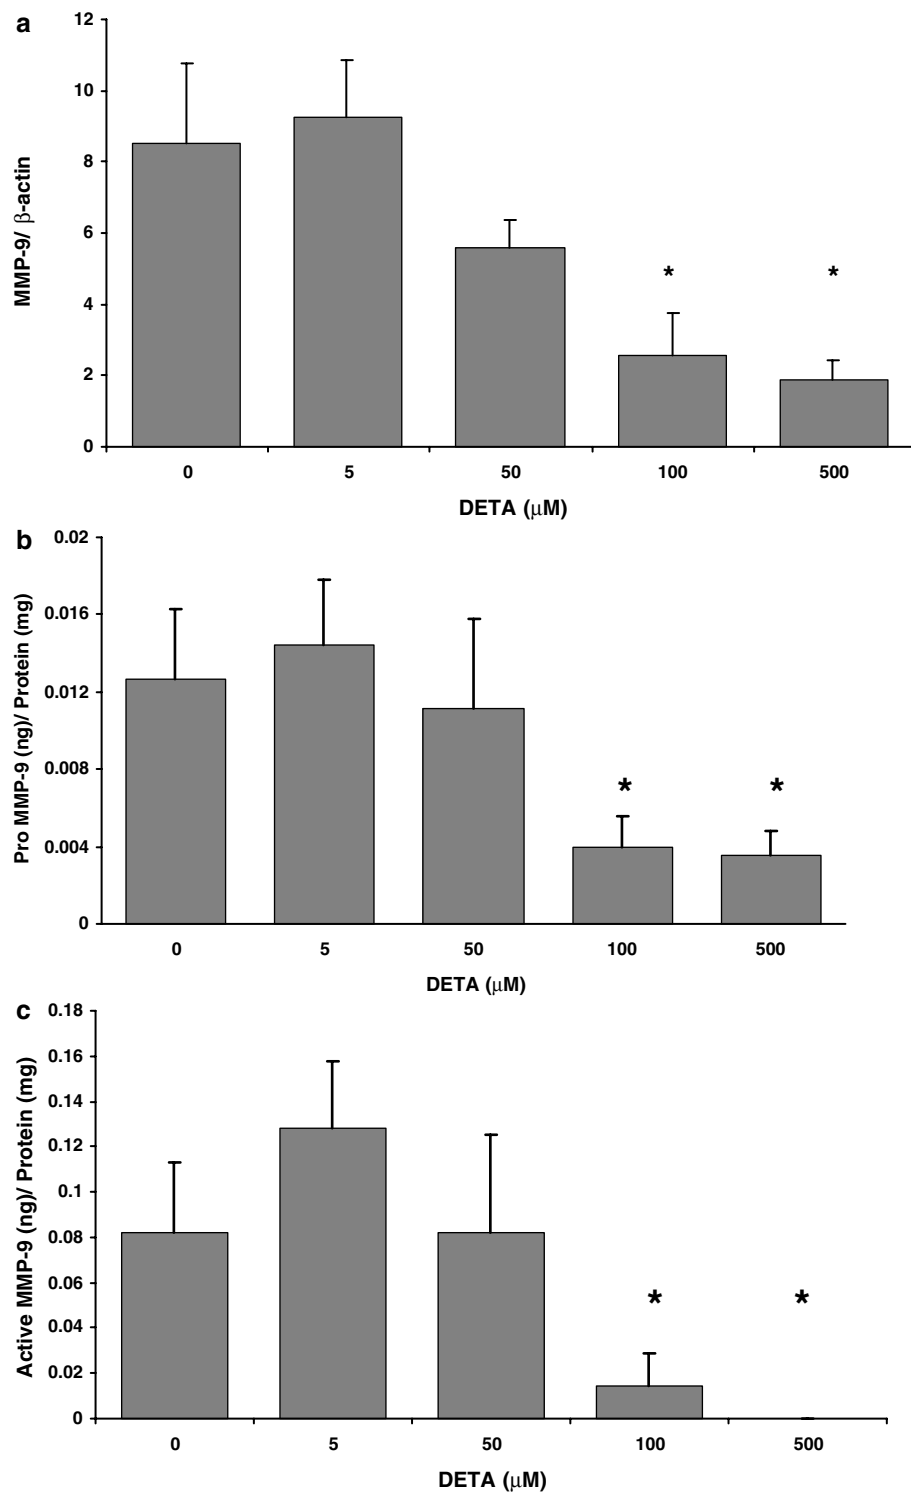 a
MMP-9/ β-actin
12
10
8
6
4
2
0
* *
0 5 50 100 500
DETA (μM)
b
Pro MMP-9 (ng)/ Protein (mg)
0.02
0.016
0.012
0.008
0.004
0
* *
0 5 50 100 500
DETA (μM)
c
Active MMP-9 (ng)/ Protein (mg)
0.18
0.16
0.14
0.12
0.1
0.08
0.06
0.04
0.02
0
* *
0 5 50 100 500
DETA (μM)